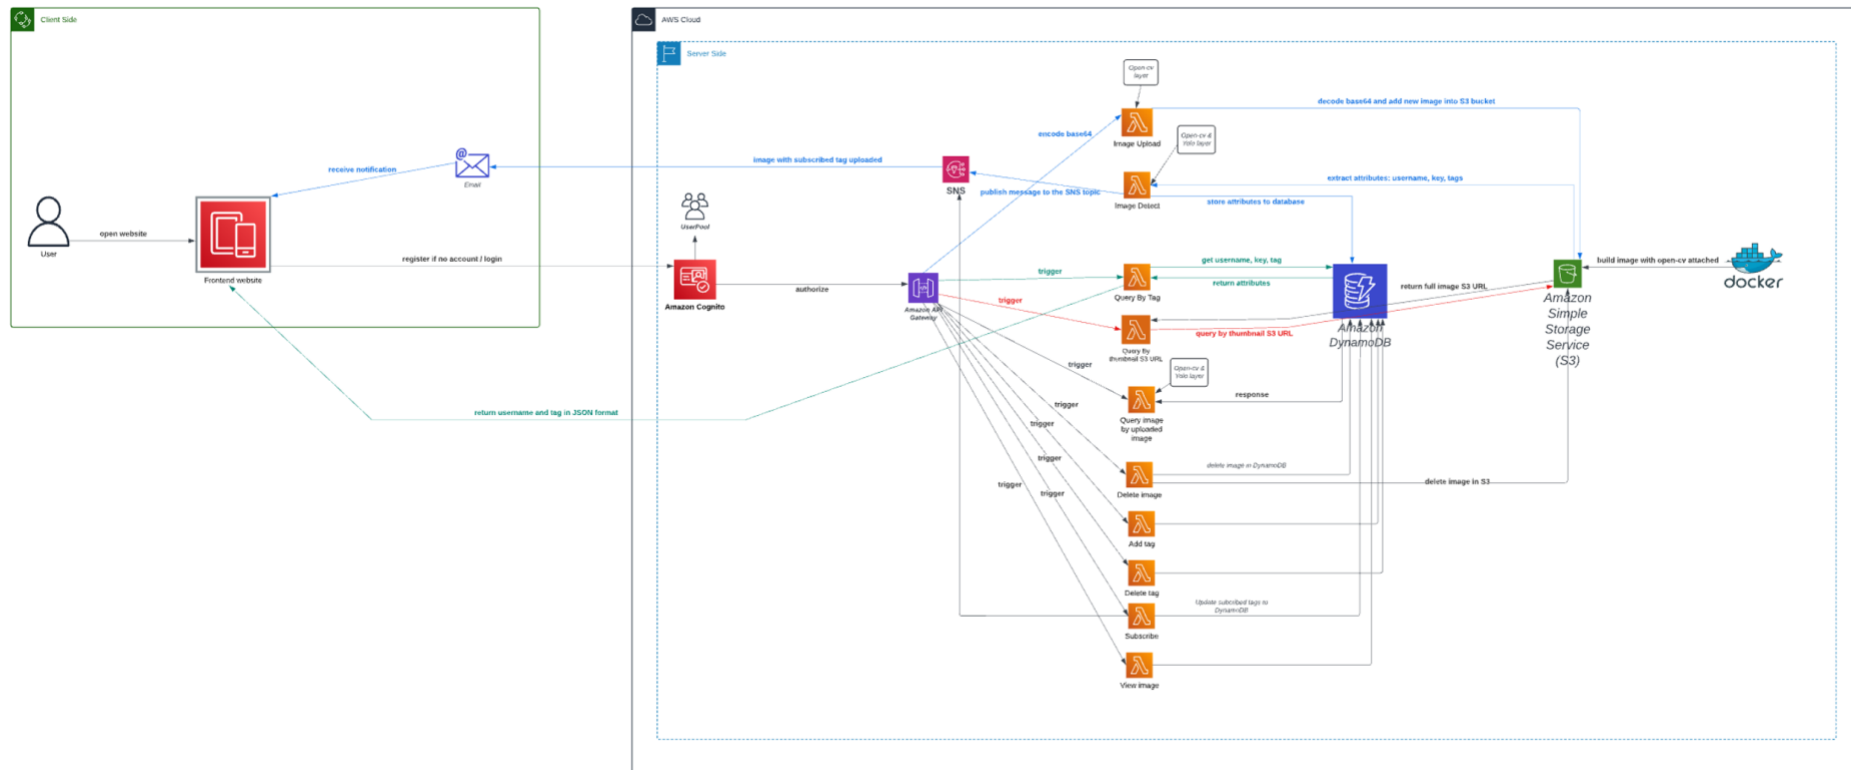 Client Side
AWS Cloud
Server Side
Open-cv
layer
decode base64 and add new image into S3 bucket
encode base64
Image Upload
Open-cv &
Yolo layer
image with subscribed tag uploaded
receive notification
Email
SNS
extract attributes: username, key, tags
publish message to the SNS topic
Image Detect
store attributes to database
UserPool
open website
User
Frontend website
register if no account / login
Amazon Cognito
authorize
Amazon API
Gateway
trigger
get username, key, tag
return attributes
Query By Tag
build image with open-cv attached
docker
return full image S3 URL
trigger
query by thumbnail S3 URL
Query By
thumbnail S3 URL
Amazon
DynamoDB
Amazon
Simple
Storage
Service
(S3)
trigger
Open-cv &
Yolo layer
response
Query image
by uploaded
image
trigger
return username and tag in JSON format
trigger
trigger
delete image in DynamoDB
delete image in S3
Delete image
trigger
trigger
Add tag
Delete tag
Update subcribed tags to
DynamoDB
Subscribe
View image